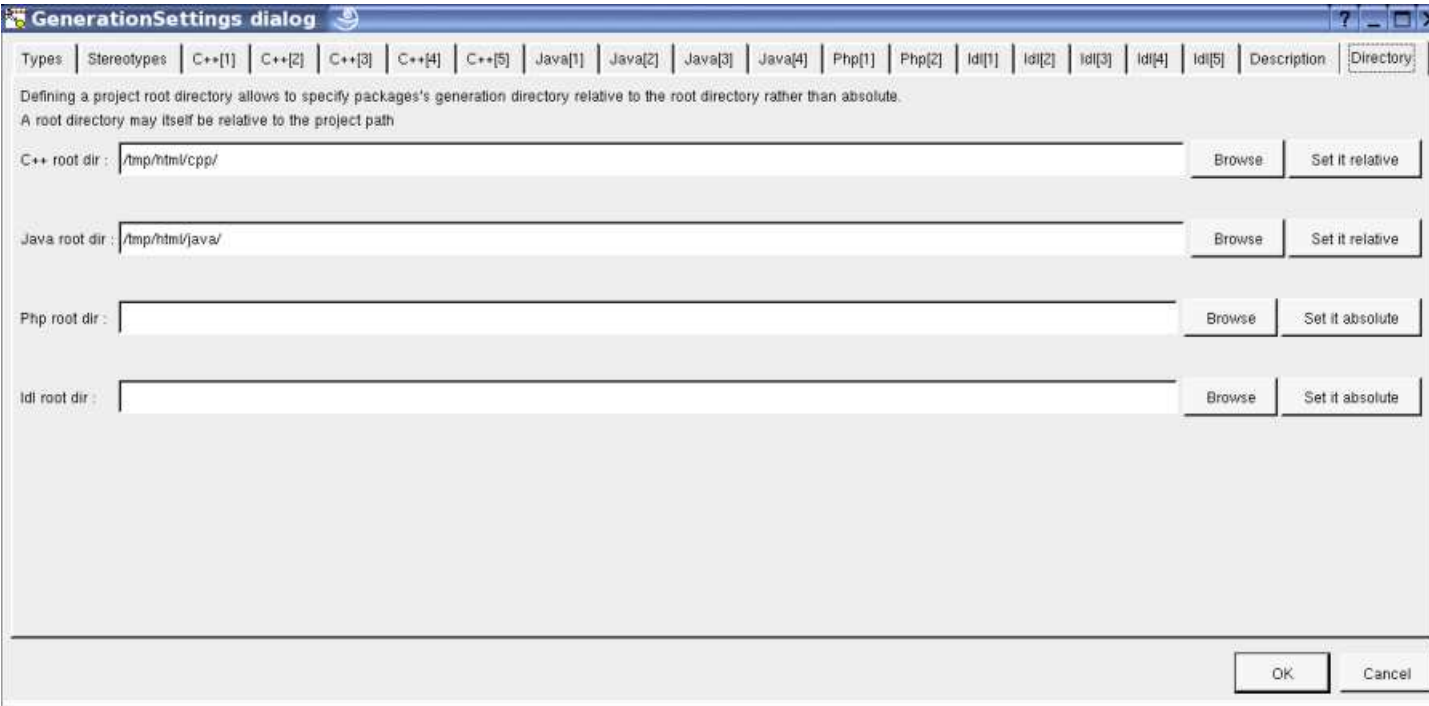 GenerationSettings dialog
Types Stereotypes C++[1] C++[2] C++[3] C++[4] C++[5] Java[1] Java[2] Java[3] Java[4] Php[1] Php[2] Idl[1] Idl[2] Idl[3] Idl[4] Idl[5] Description Directory
Defining a project root directory allows to specify packages's generation directory relative to the root directory rather than absolute.
A root directory may itself be relative to the project path
C++ root dir : /tmp/html/cpp/ Browse Set it relative
Java root dir : /tmp/html/java/ Browse Set it relative
Php root dir : Browse Set it absolute
Idl root dir : Browse Set it absolute
OK Cancel